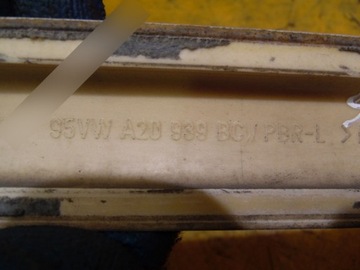 95VW A20 939 BC / PBR-L >